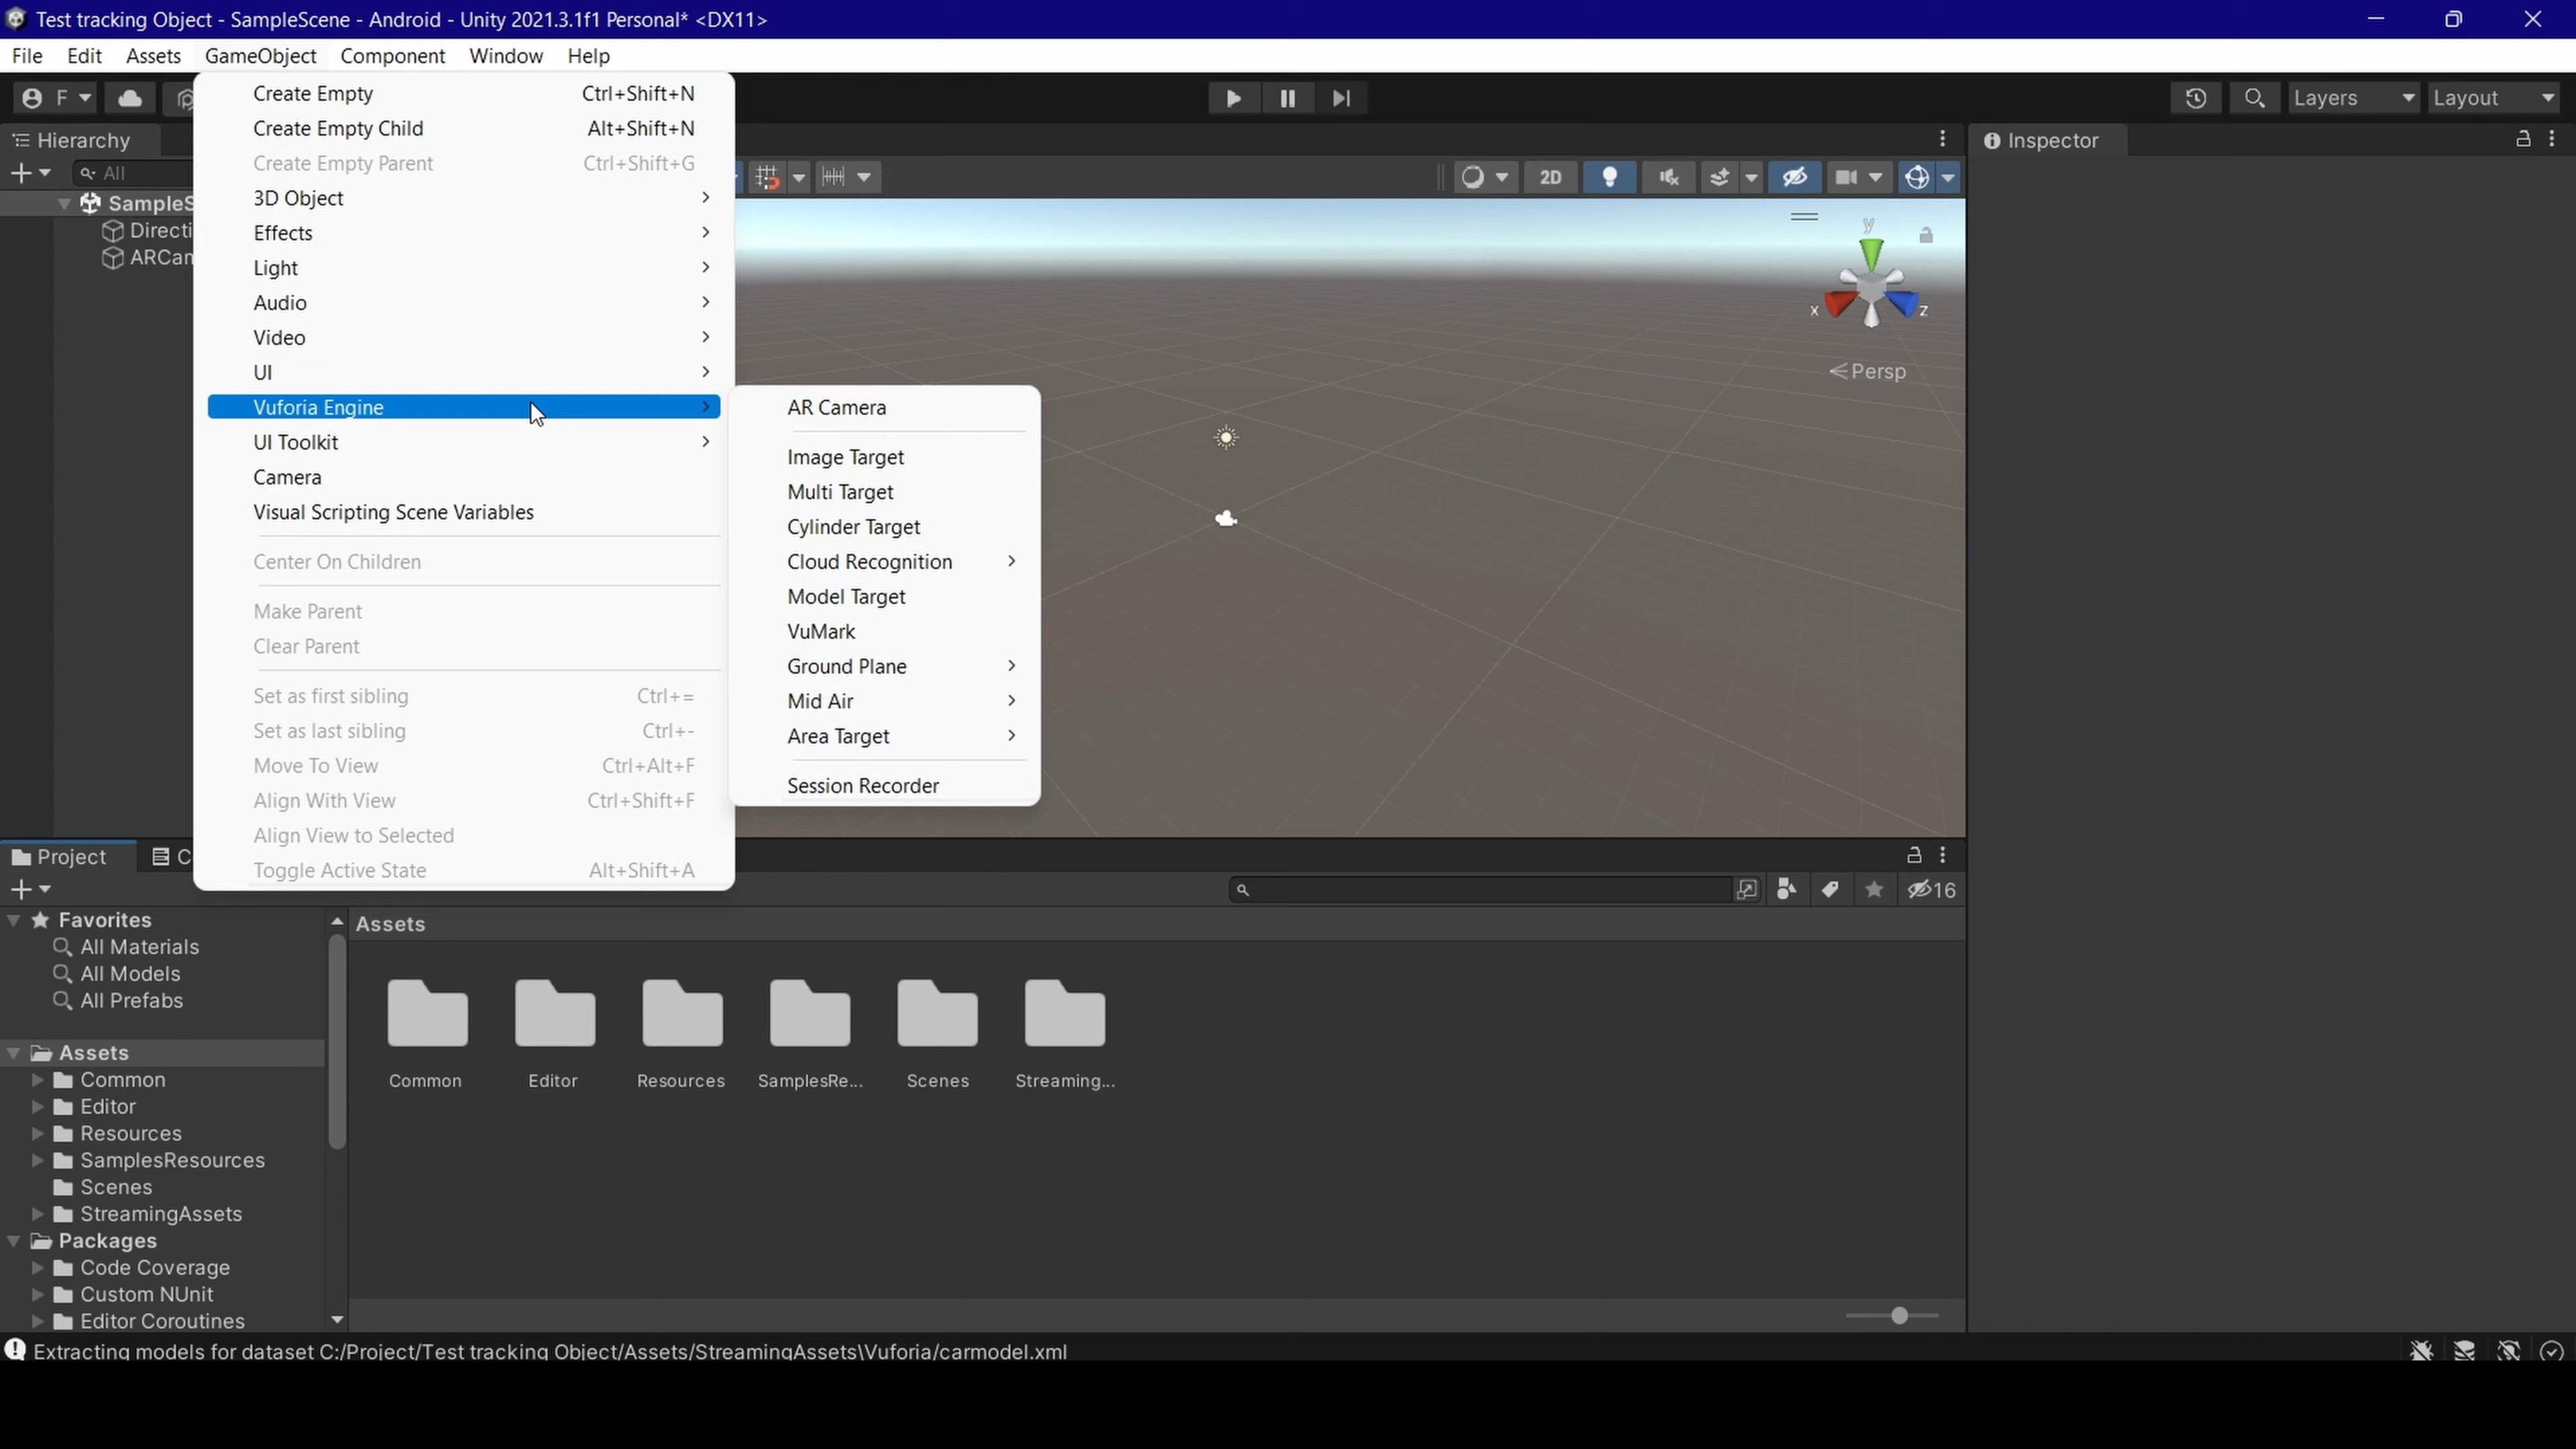 Test tracking Object - SampleScene - Android - Unity 2021.3.1f1 Personal* <DX11>
File Edit Assets GameObject Component Window Help
F Layers Layout
Create Empty Ctrl+Shift+N
Create Empty Child Alt+Shift+N
Create Empty Parent Ctrl+Shift+G
3D Object
Effects
Light
Audio
Video
UI
Vuforia Engine
UI Toolkit
Camera
Visual Scripting Scene Variables
Center On Children
Make Parent
Clear Parent
Set as first sibling Ctrl+=
Set as last sibling Ctrl+-
Move To View Ctrl+Alt+F
Align With View Ctrl+Shift+F
Align View to Selected
Toggle Active State Alt+Shift+A
AR Camera
Image Target
Multi Target
Cylinder Target
Cloud Recognition
Model Target
VuMark
Ground Plane
Mid Air
Area Target
Session Recorder
Hierarchy
All
SampleS
Directi
ARCam
2D
y
x z
Persp
Inspector
Project C
16
Favorites
All Materials
All Models
All Prefabs
Assets
Common
Editor
Resources
SamplesResources
Scenes
StreamingAssets
Packages
Code Coverage
Custom NUnit
Editor Coroutines
Assets
Common Editor Resources SamplesRe... Scenes Streaming...
Extracting models for dataset C:/Project/Test tracking Object/Assets/StreamingAssets\Vuforia/carmodel.xml